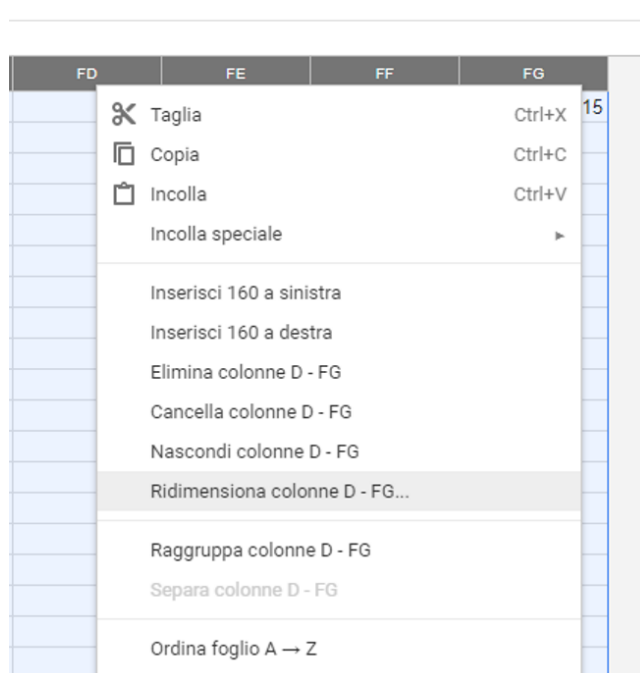 FD FE FF FG
Taglia Ctrl+X 15
Copia Ctrl+C
Incolla Ctrl+V
Incolla speciale ►
Inserisci 160 a sinistra
Inserisci 160 a destra
Elimina colonne D - FG
Cancella colonne D - FG
Nascondi colonne D - FG
Ridimensiona colonne D - FG...
Raggruppa colonne D - FG
Separa colonne D - FG
Ordina foglio A → Z